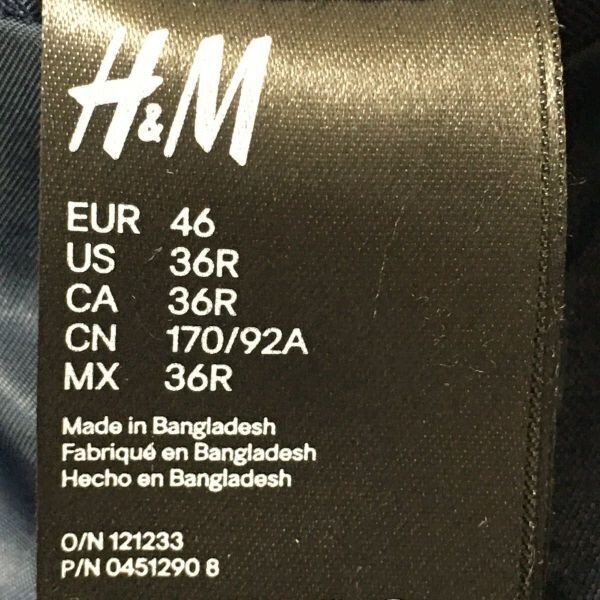 H&M
EUR 46
US 36R
CA 36R
CN 170/92A
MX 36R
Made in Bangladesh
Fabriqué en Bangladesh
Hecho en Bangladesh
O/N 121233
P/N 0451290 8